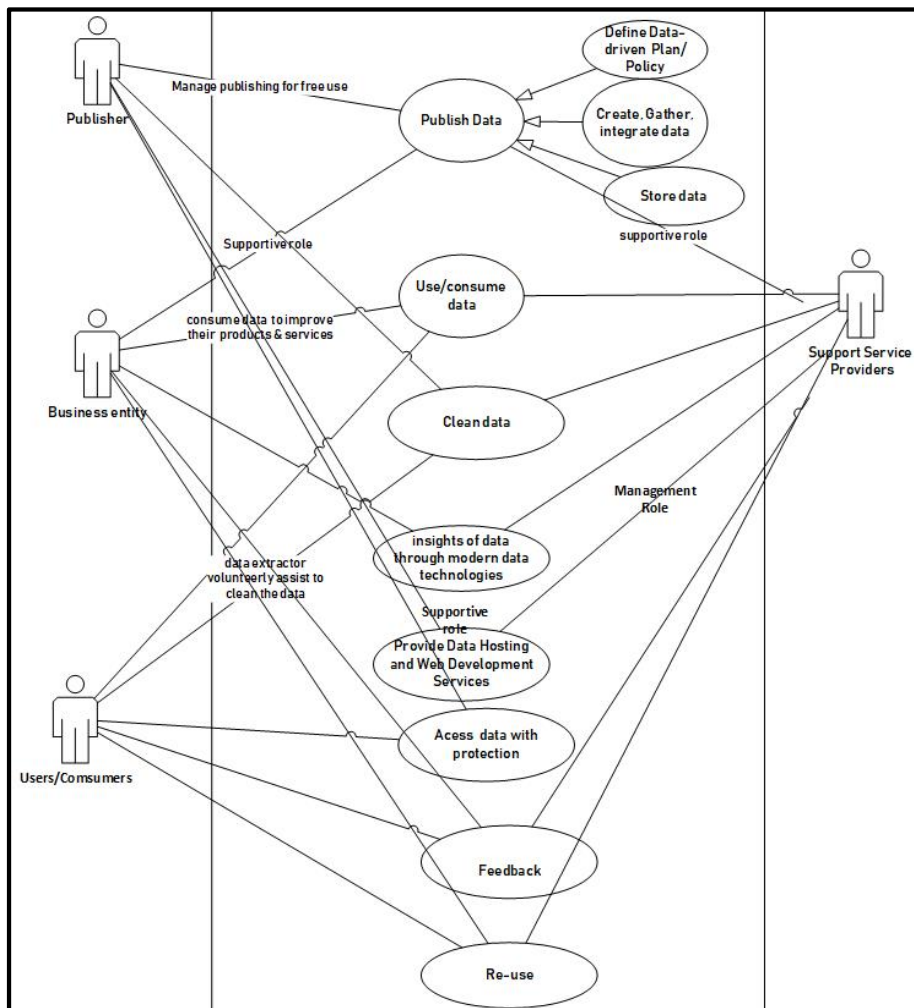 Define Data-
driven Plan/
Policy
Manage publishing for free use
Publisher
Publish Data
Create, Gather,
integrate data
Store data
Supportive role
supportive role
Use/consume
data
consume data to improve
their products & services
Support Service
Providers
Business entity
Clean data
Management
Role
insights of data
through modern data
technologies
data extractor
volunteerly assist to
clean the data
Supportive
role
Provide Data Hosting
and Web Development
Services
Acess data with
protection
Users/Comsumers
Feedback
Re-use